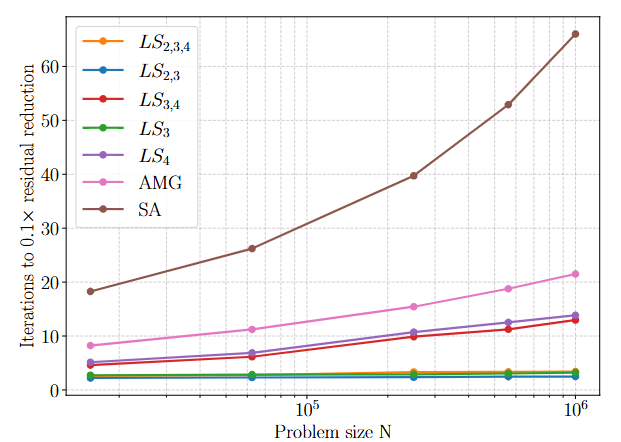 LS2,3,4
LS2,3
LS3,4
LS3
LS4
AMG
SA
Iterations to 0.1× residual reduction
60
50
40
30
20
10
0
10^5
10^6
Problem size N